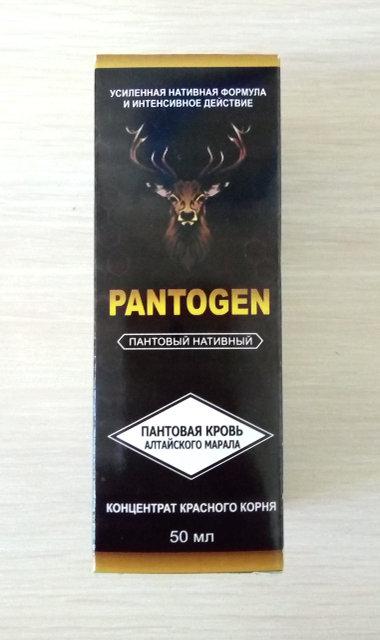 УСИЛЕННАЯ НАТИВНАЯ ФОРМУЛА
И ИНТЕНСИВНОЕ ДЕЙСТВИЕ
PANTOGEN
ПАНТОВЫЙ НАТИВНЫЙ
ПАНТОВАЯ КРОВЬ
АЛТАЙСКОГО МАРАЛА
КОНЦЕНТРАТ КРАСНОГО КОРНЯ
50 мл